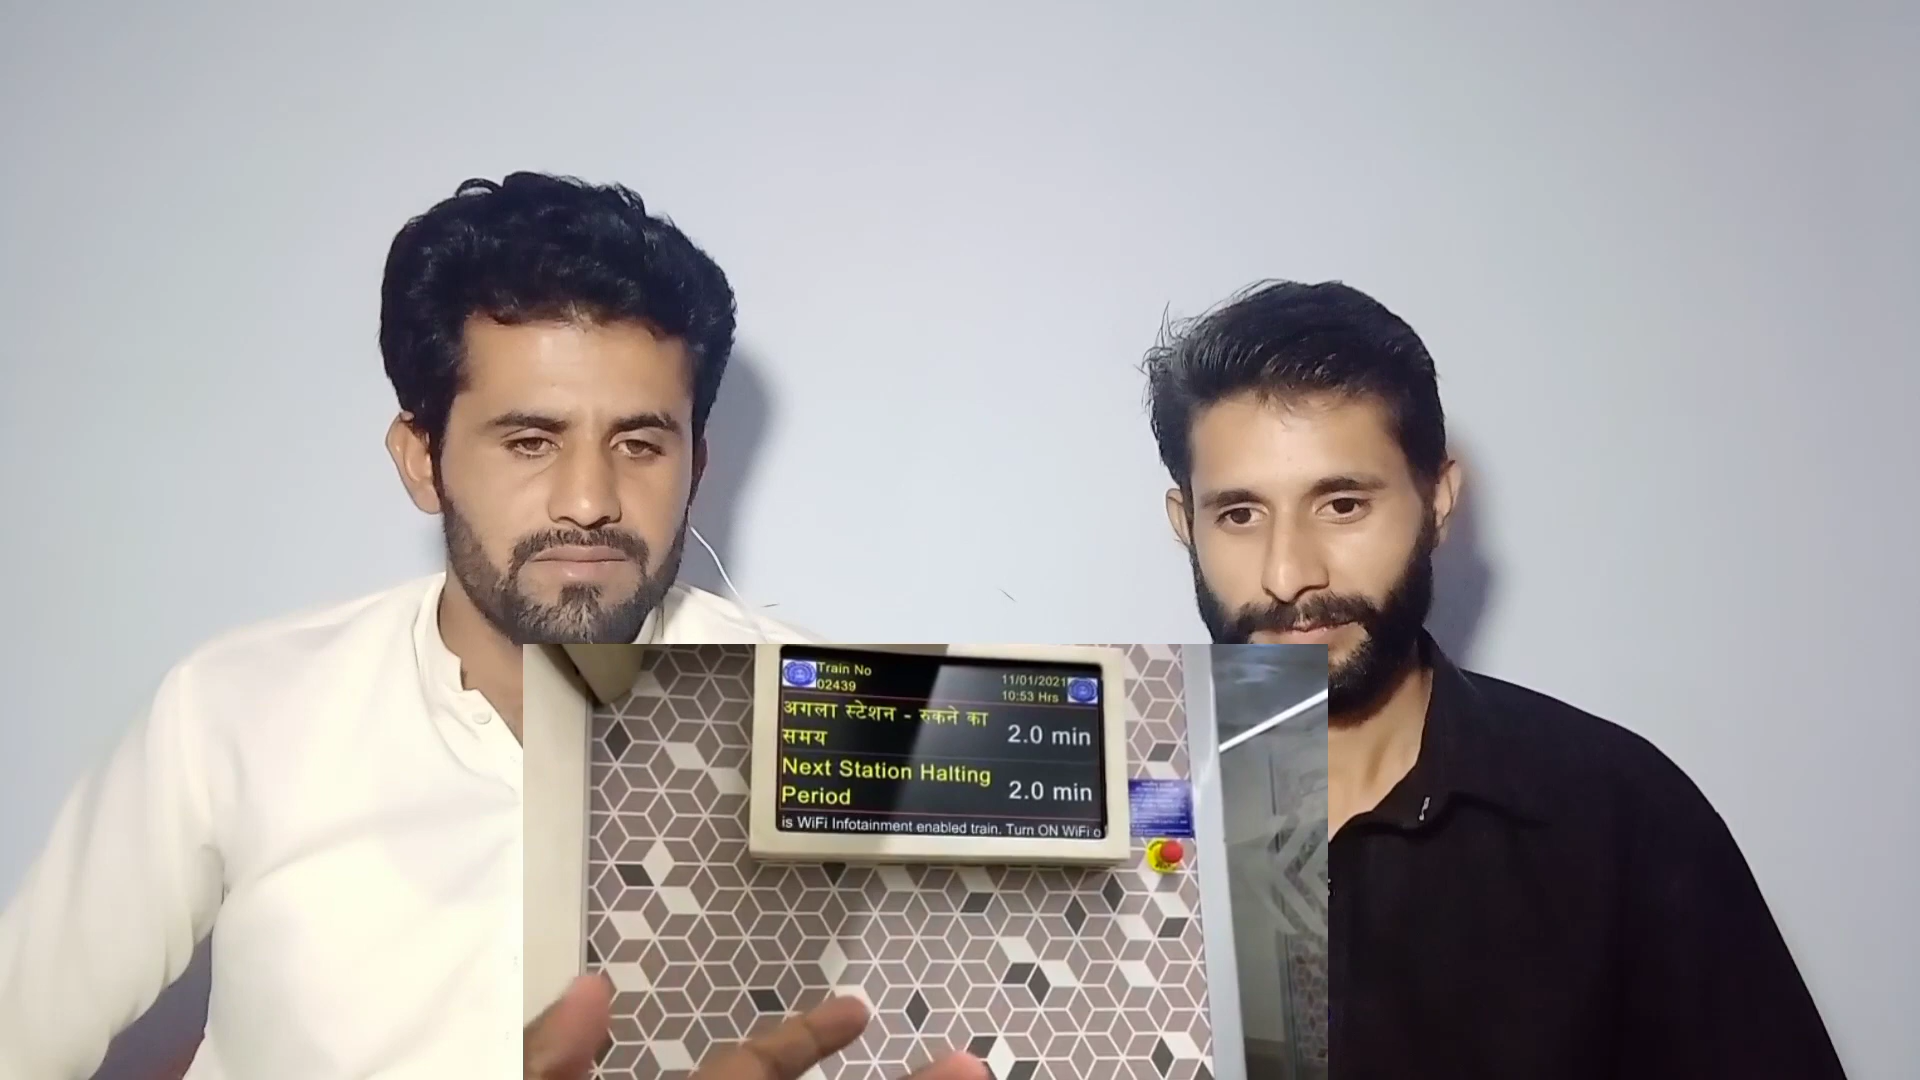 Train No
02439
11/01/2021
10:53 Hrs
अगला स्टेशन - रुकने का
समय
2.0 min
Next Station Halting
Period
2.0 min
is WiFi Infotainment enabled train. Turn ON WiFi o